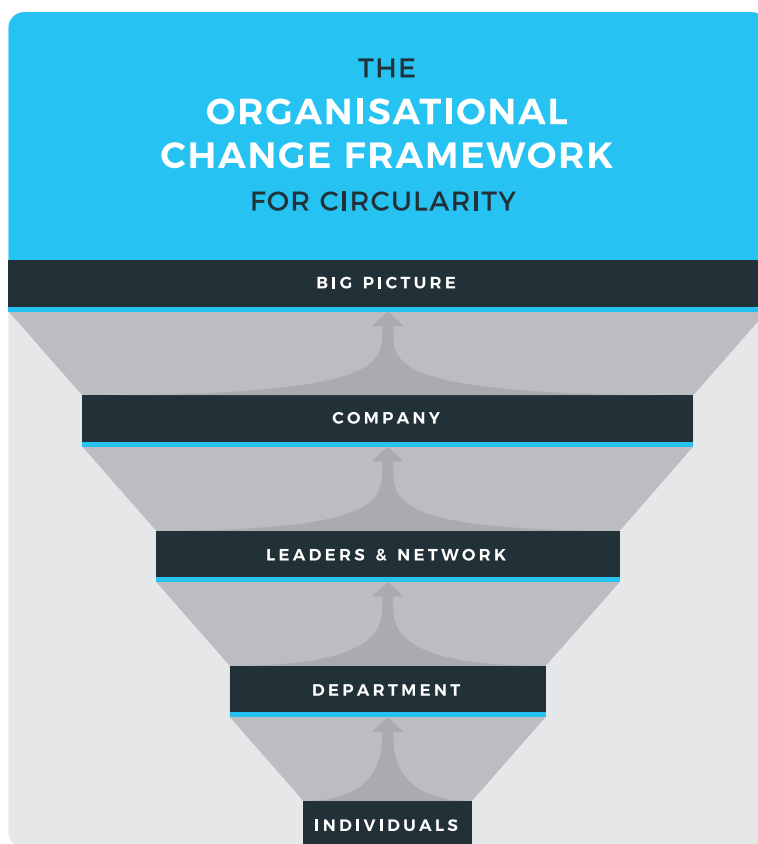 THE
ORGANISATIONAL
CHANGE FRAMEWORK
FOR CIRCULARITY
BIG PICTURE
COMPANY
LEADERS & NETWORK
DEPARTMENT
INDIVIDUALS